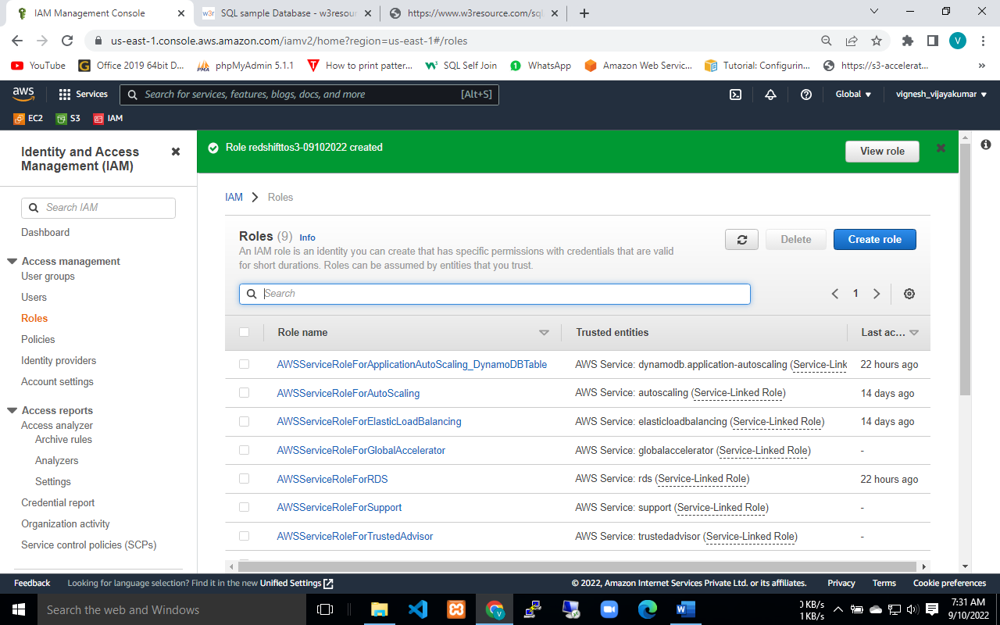 IAM Management Console
SQL sample Database - w3resour
https://www.w3resource.com/sql
us-east-1.console.aws.amazon.com/iamv2/home?region=us-east-1#/roles
V
YouTube
Office 2019 64bit D...
phpMyAdmin 5.1.1
How to print patter...
SQL Self Join
WhatsApp
Amazon Web Servic...
Tutorial: Configurin...
https://s3-accelerat...
»
aws
Services
Search for services, features, blogs, docs, and more [Alt+S]
Global
vignesh_vijayakumar
EC2
S3
IAM
Identity and Access
Management (IAM)
Search IAM
Dashboard
Access management
User groups
Users
Roles
Policies
Identity providers
Account settings
Access reports
Access analyzer
Archive rules
Analyzers
Settings
Credential report
Organization activity
Service control policies (SCPs)
Role redshifttos3-09102022 created
View role
IAM
Roles
Roles (9) Info
An IAM role is an identity you can create that has specific permissions with credentials that are valid
for short durations. Roles can be assumed by entities that you trust.
Delete
Create role
Search
1
Role name Trusted entities Last ac...
AWSServiceRoleForApplicationAutoScaling_DynamoDBTable AWS Service: dynamodb.application-autoscaling (Service-Link 22 hours ago
AWSServiceRoleForAutoScaling AWS Service: autoscaling (Service-Linked Role) 14 days ago
AWSServiceRoleForElasticLoadBalancing AWS Service: elasticloadbalancing (Service-Linked Role) 14 days ago
AWSServiceRoleForGlobalAccelerator AWS Service: globalaccelerator (Service-Linked Role) -
AWSServiceRoleForRDS AWS Service: rds (Service-Linked Role) 22 hours ago
AWSServiceRoleForSupport AWS Service: support (Service-Linked Role) -
AWSServiceRoleForTrustedAdvisor AWS Service: trustedadvisor (Service-Linked Role) -
Feedback
Looking for language selection? Find it in the new Unified Settings
© 2022, Amazon Internet Services Private Ltd. or its affiliates.
Privacy
Terms
Cookie preferences
Search the web and Windows
KB/s
KB/s
7:31 AM
9/10/2022